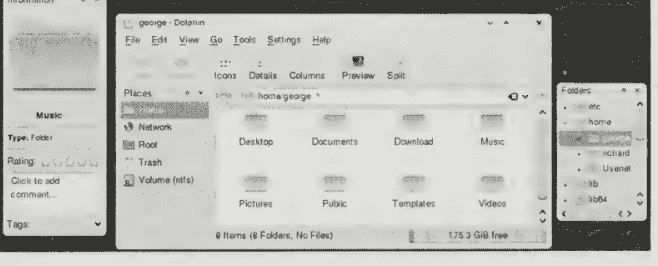 Information
Music
Type: Folder
Rating:
Click to add
comment...
Tags:
george - Dolphin
File Edit View Go Tools Settings Help
Icons Details Columns Preview Split
Places
Network
Root
Trash
Volume (ntfs)
home/george
Desktop Documents Download Music
Pictures Public Templates Videos
8 Items (8 Folders, No Files) 175.3 GiB free
Folders
etc
home
richard
Usenet
lib
lib64